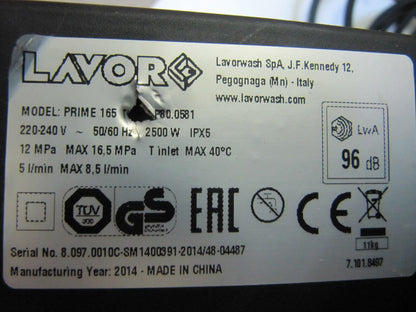 LAVOR
Lavorwash SpA, J.F. Kennedy 12,
Pegognaga (Mn) - Italy
www.lavorwash.com
MODEL: PRIME 165 P80.0581
220-240 V ~ 50/60 Hz 2500 W IPX5
12 MPa MAX 16,5 MPa T inlet MAX 40°C
5 l/min MAX 8,5 l/min
LwA
96 dB
TÜV
GS
EAC
CE
11kg
Serial No. 8.097.0010C-SM1400391-2014/48-04487
7.101.8497
Manufacturing Year: 2014 - MADE IN CHINA